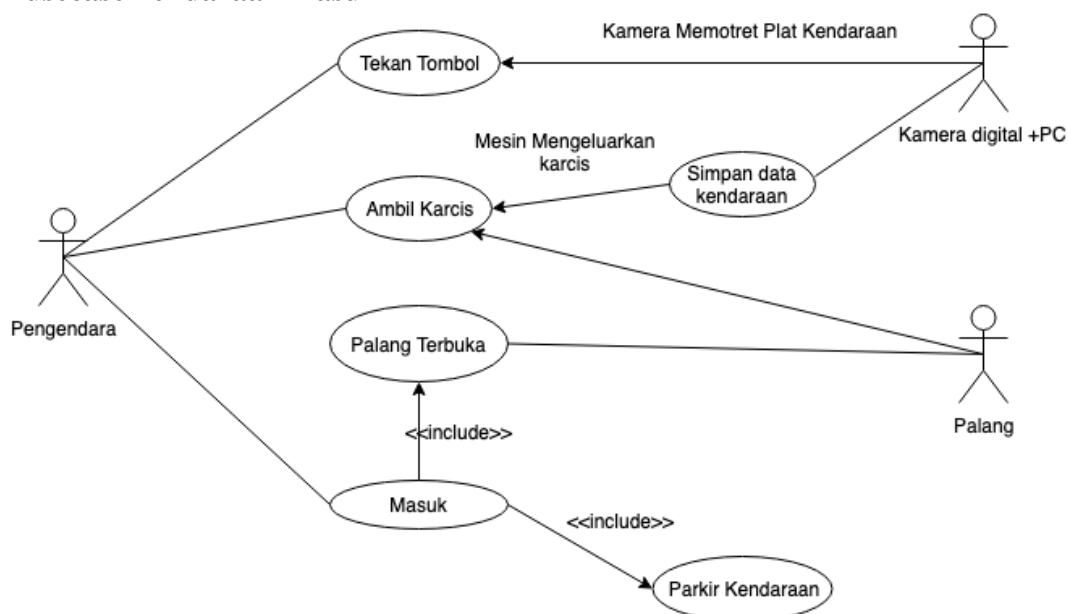 Kamera Memotret Plat Kendaraan
Tekan Tombol
Kamera digital +PC
Mesin Mengeluarkan
karcis
Simpan data
kendaraan
Ambil Karcis
Pengendara
Palang Terbuka
Palang
<<include>>
Masuk
<<include>>
Parkir Kendaraan